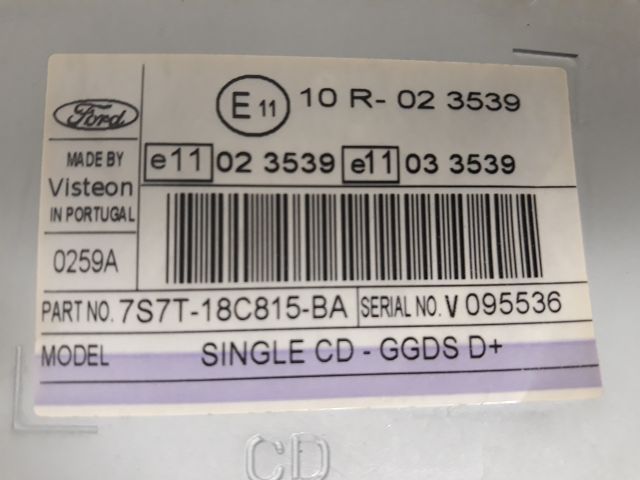 Ford
E 11 10 R- 02 3539
e11 02 3539 e11 03 3539
MADE BY
Visteon
IN PORTUGAL
0259A
PART NO. 7S7T-18C815-BA SERIAL NO. V 095536
MODEL SINGLE CD - GGDS D+
CD